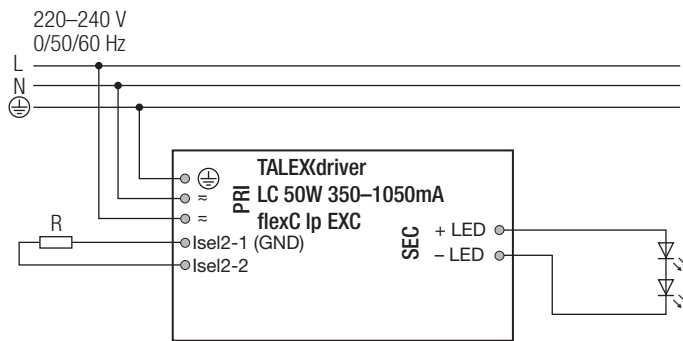 220–240 V
0/50/60 Hz
L
N
TALEXXdriver
PRI
LC 50W 350–1050mA
≂
flexC lp EXC
≂
R
Isel2-1 (GND)
Isel2-2
SEC
+ LED
– LED